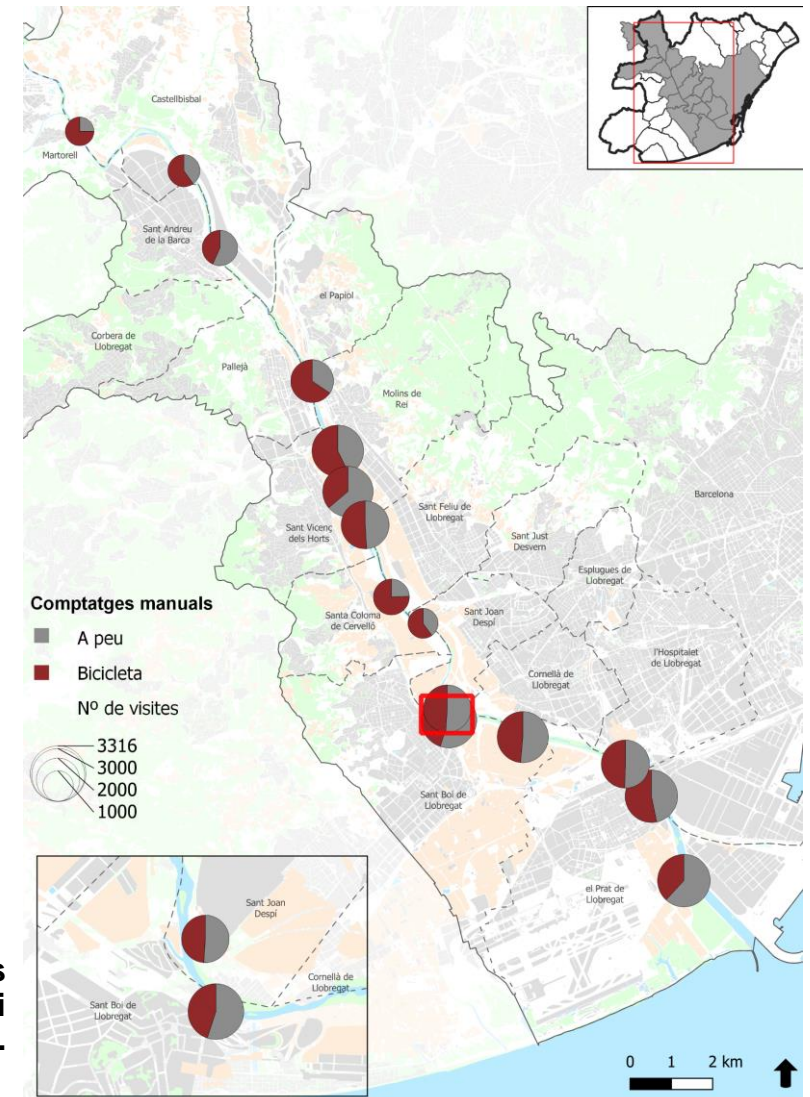 Castellbisbal
Martorell
Sant Andreu
de la Barca
el Papiol
Corbera de
Llobregat
Pallejà
Molins de
Rei
Barcelona
Sant Feliu de
Llobregat
Sant Vicenç
dels Horts
Sant Just
Desvern
Esplugues de
Llobregat
Comptatges manuals
A peu
Bicicleta
Nº de visites
3316
3000
2000
1000
Santa Coloma
de Cervelló
Sant Joan
Despí
l'Hospitalet
de Llobregat
Cornellà de
Llobregat
Sant Boi de
Llobregat
el Prat de
Llobregat
Sant Joan
Despí
Cornellà de
Llobregat
Sant Boi de
Llobregat
s
i
.
0 1 2 km